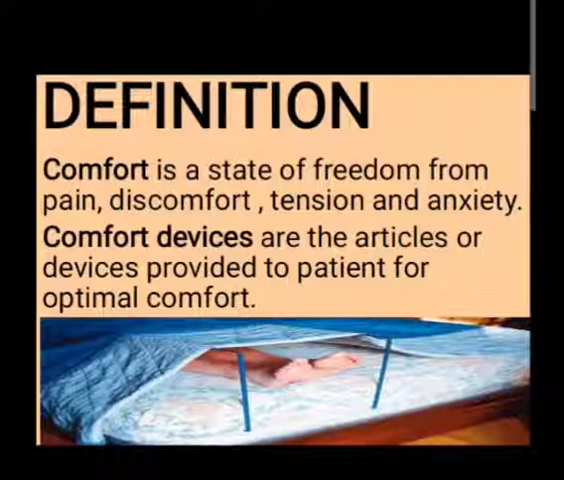 DEFINITION
Comfort is a state of freedom from
pain, discomfort , tension and anxiety.
Comfort devices are the articles or
devices provided to patient for
optimal comfort.